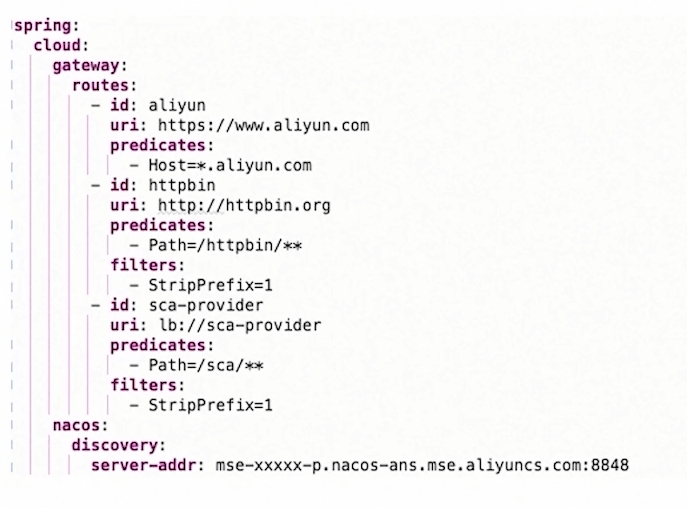 spring:
  cloud:
    gateway:
      routes:
        - id: aliyun
          uri: https://www.aliyun.com
          predicates:
            - Host=*.aliyun.com
        - id: httpbin
          uri: http://httpbin.org
          predicates:
            - Path=/httpbin/**
          filters:
            - StripPrefix=1
        - id: sca-provider
          uri: lb://sca-provider
          predicates:
            - Path=/sca/**
          filters:
            - StripPrefix=1
    nacos:
      discovery:
        server-addr: mse-xxxxx-p.nacos-ans.mse.aliyuncs.com:8848